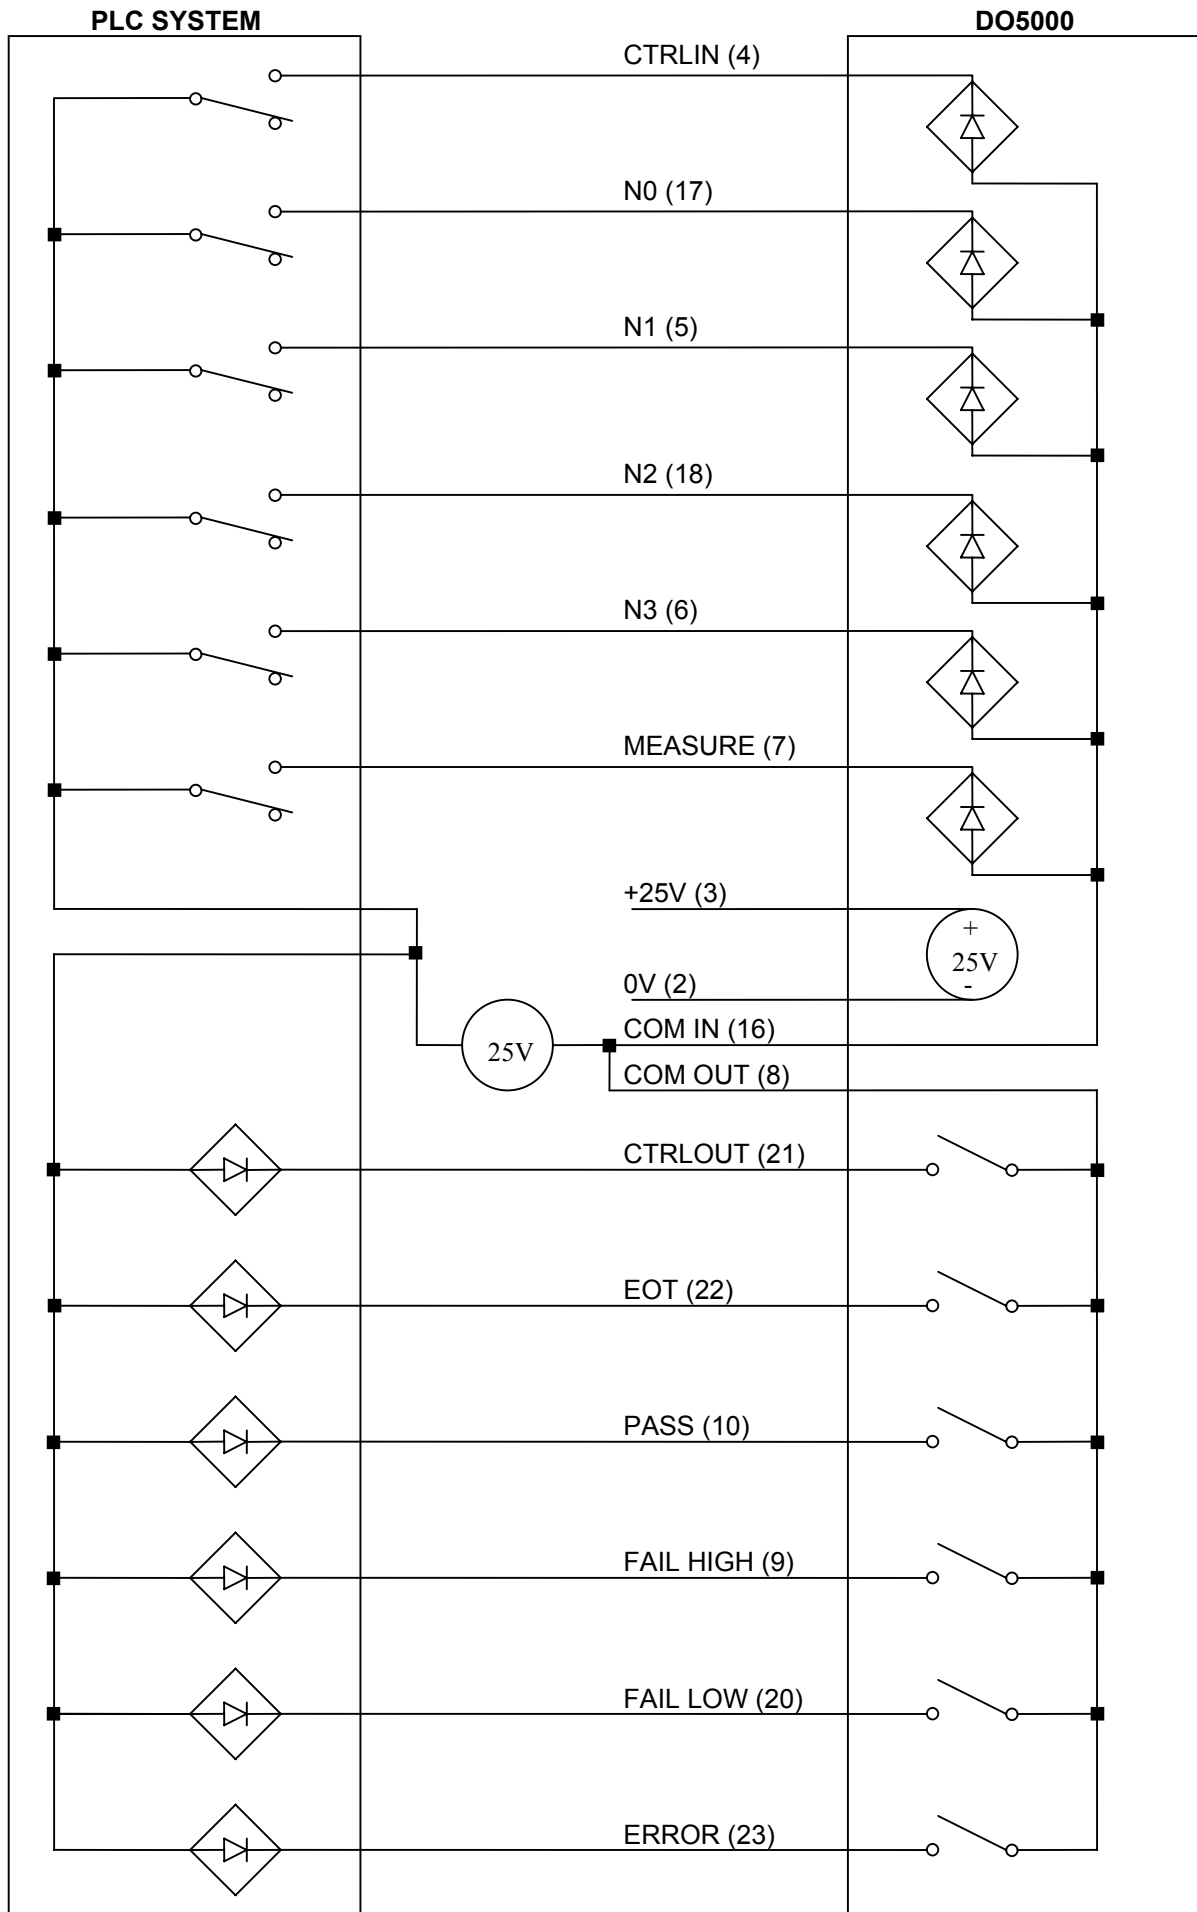 PLC SYSTEM
DO5000
CTRLIN (4)
N0 (17)
N1 (5)
N2 (18)
N3 (6)
MEASURE (7)
+25V (3)
+
25V
-
0V (2)
COM IN (16)
25V
COM OUT (8)
CTRLOUT (21)
EOT (22)
PASS (10)
FAIL HIGH (9)
FAIL LOW (20)
ERROR (23)